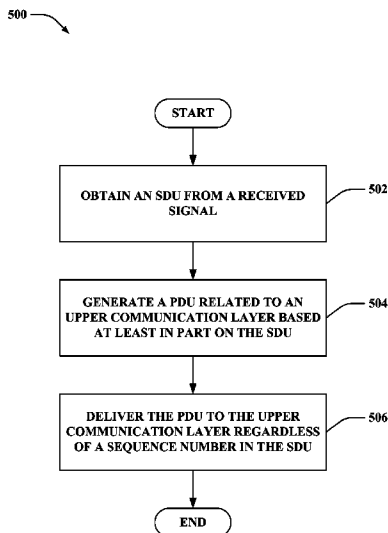 500
START
OBTAIN AN SDU FROM A RECEIVED
SIGNAL
502
GENERATE A PDU RELATED TO AN
UPPER COMMUNICATION LAYER BASED
AT LEAST IN PART ON THE SDU
504
DELIVER THE PDU TO THE UPPER
COMMUNICATION LAYER REGARDLESS
OF A SEQUENCE NUMBER IN THE SDU
506
END